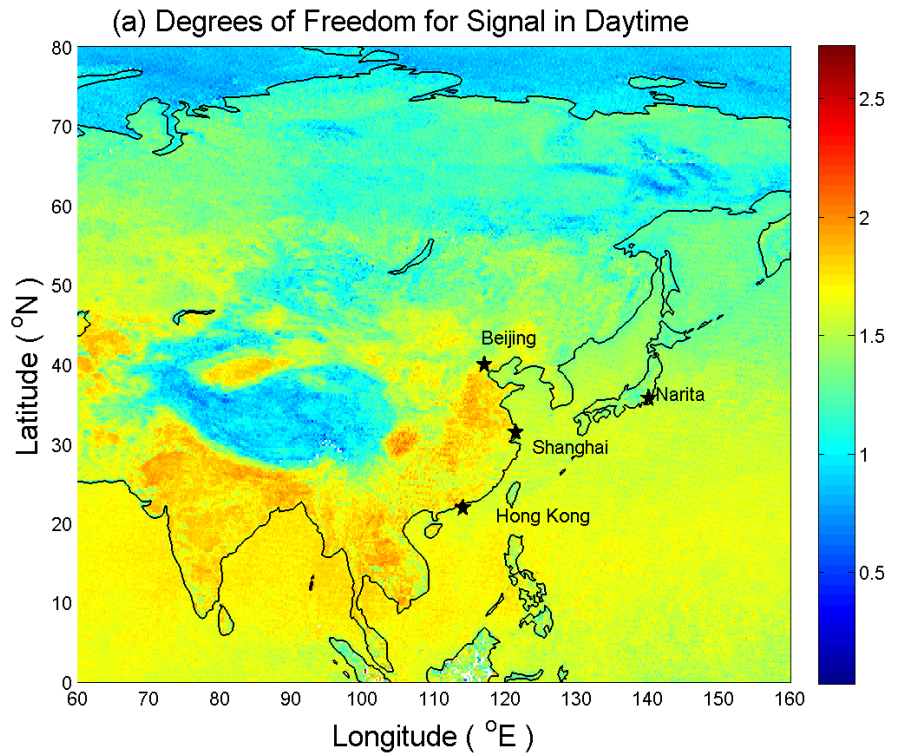 (a) Degrees of Freedom for Signal in Daytime
80
70
60
50
40
30
20
10
0
Latitude ( °N )
Beijing
Narita
Shanghai
Hong Kong
60 70 80 90 100 110 120 130 140 150 160
Longitude ( °E )
2.5
2
1.5
1
0.5